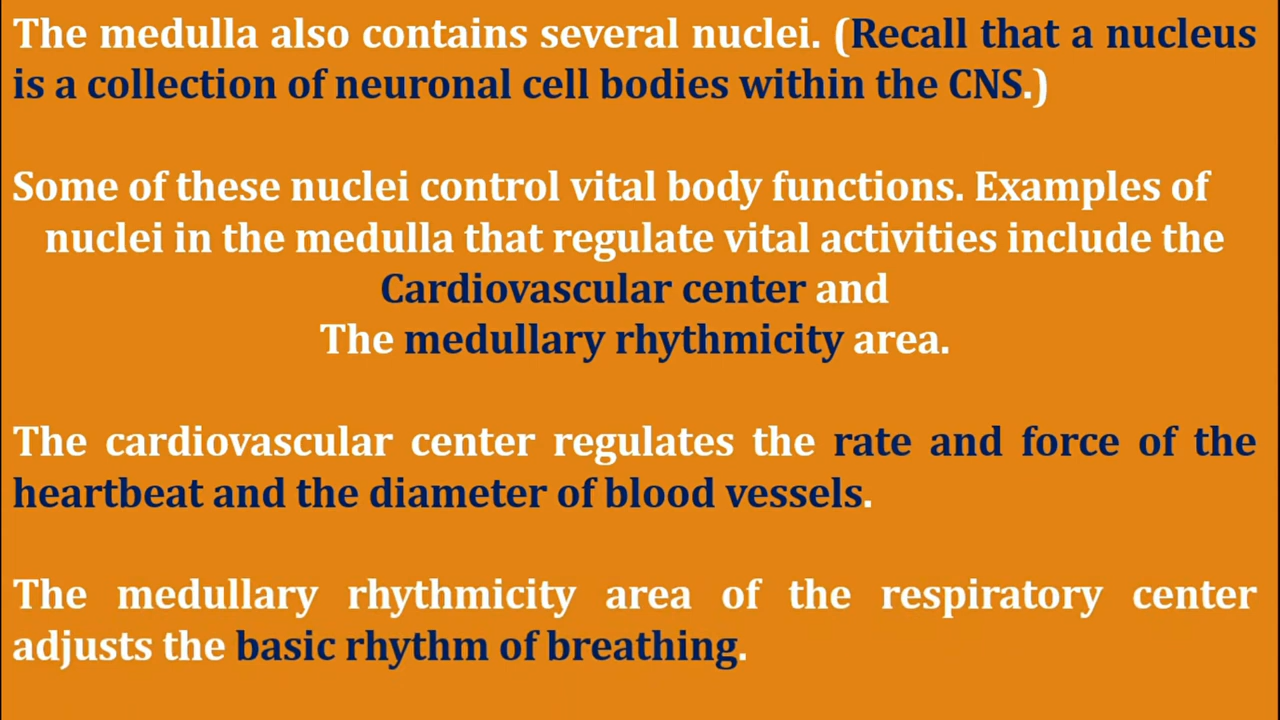 The medulla also contains several nuclei. (Recall that a nucleus
is a collection of neuronal cell bodies within the CNS.)
Some of these nuclei control vital body functions. Examples of
nuclei in the medulla that regulate vital activities include the
Cardiovascular center and
The medullary rhythmicity area.
The cardiovascular center regulates the rate and force of the
heartbeat and the diameter of blood vessels.
The medullary rhythmicity area of the respiratory center
adjusts the basic rhythm of breathing.